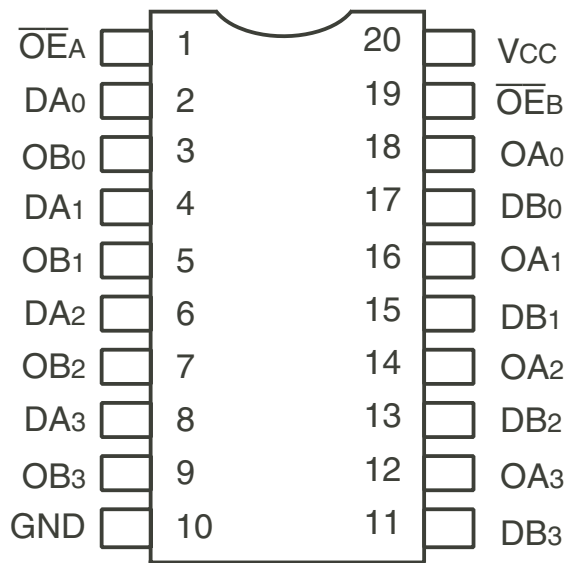 O̅E̅A 1 20 VCC
DA0 2 19 O̅E̅B
OB0 3 18 OA0
DA1 4 17 DB0
OB1 5 16 OA1
DA2 6 15 DB1
OB2 7 14 OA2
DA3 8 13 DB2
OB3 9 12 OA3
GND 10 11 DB3